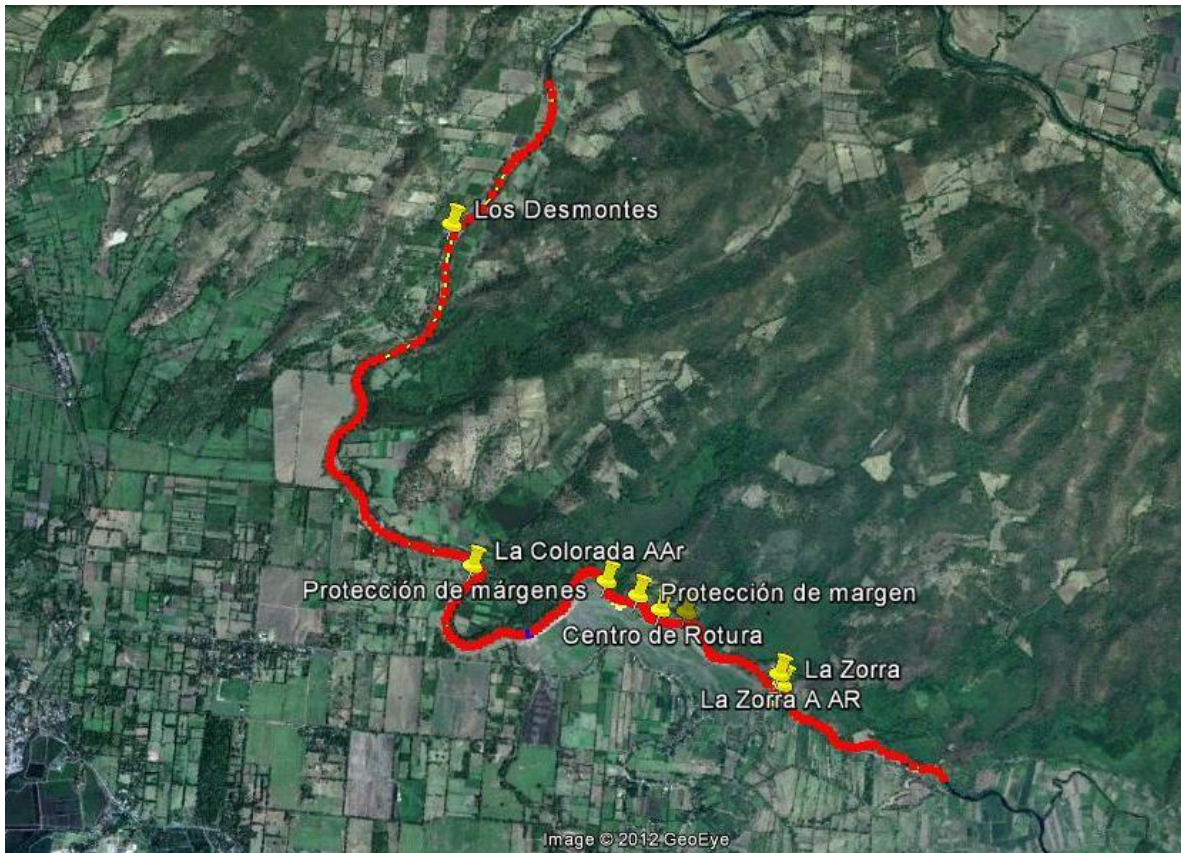 Los Desmontes
La Colorada AAr
Protección de márgenes
Protección de margen
Centro de Rotura
La Zorra
La Zorra A AR
Image © 2012 GeoEye